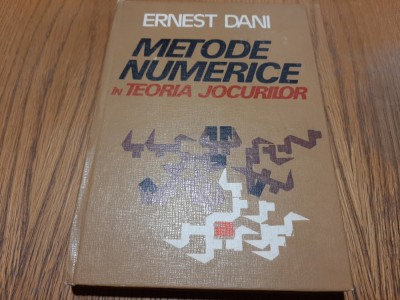 ERNEST DANI
METODE
NUMERICE
ÎN TEORIA JOCURILOR